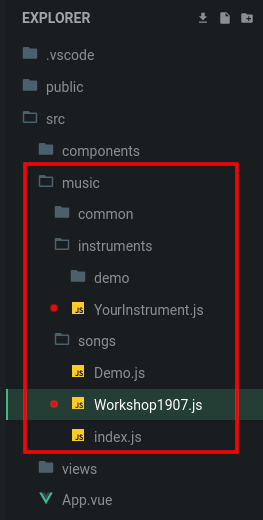 EXPLORER
.vscode
public
src
components
music
common
instruments
demo
JS YourInstrument.js
songs
JS Demo.js
JS Workshop1907.js
JS index.js
views
App.vue